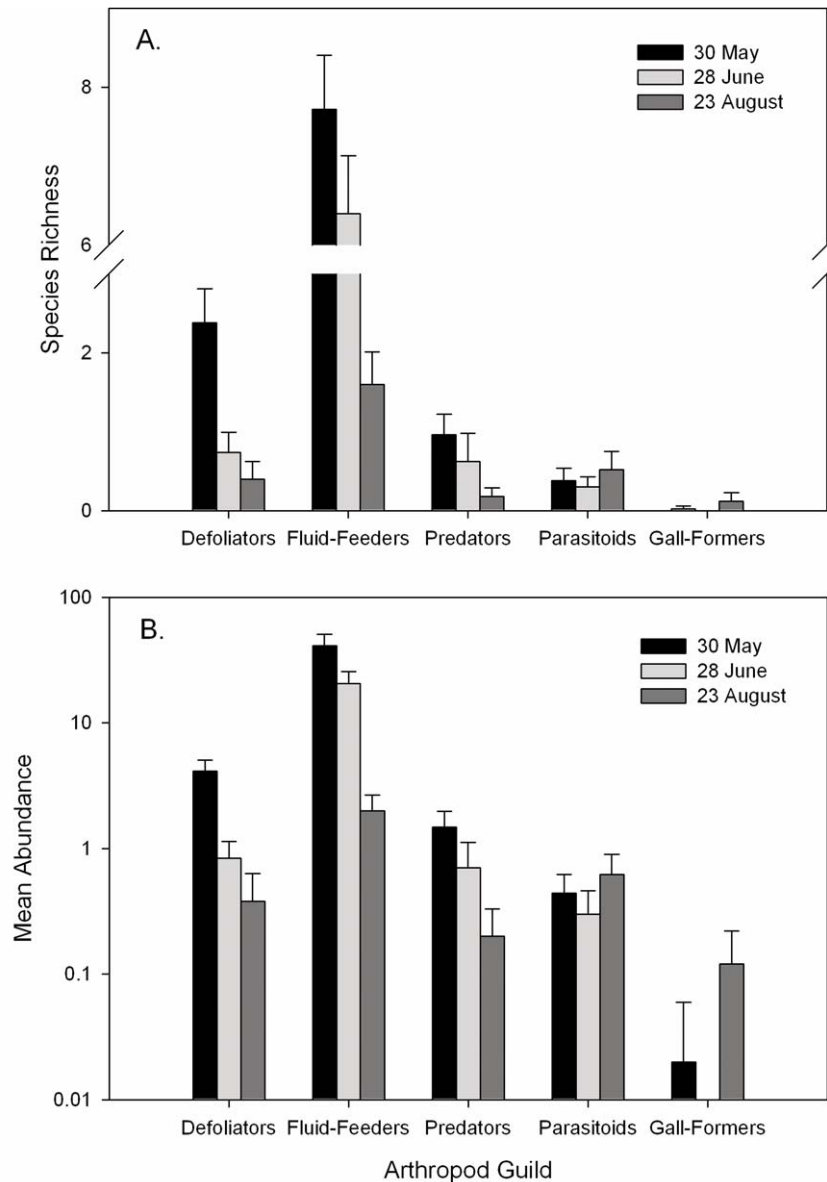 A.
30 May
28 June
23 August
8
6
2
0
Species Richness
Defoliators Fluid-Feeders Predators Parasitoids Gall-Formers
B.
30 May
28 June
23 August
100
10
1
0.1
0.01
Mean Abundance
Defoliators Fluid-Feeders Predators Parasitoids Gall-Formers
Arthropod Guild